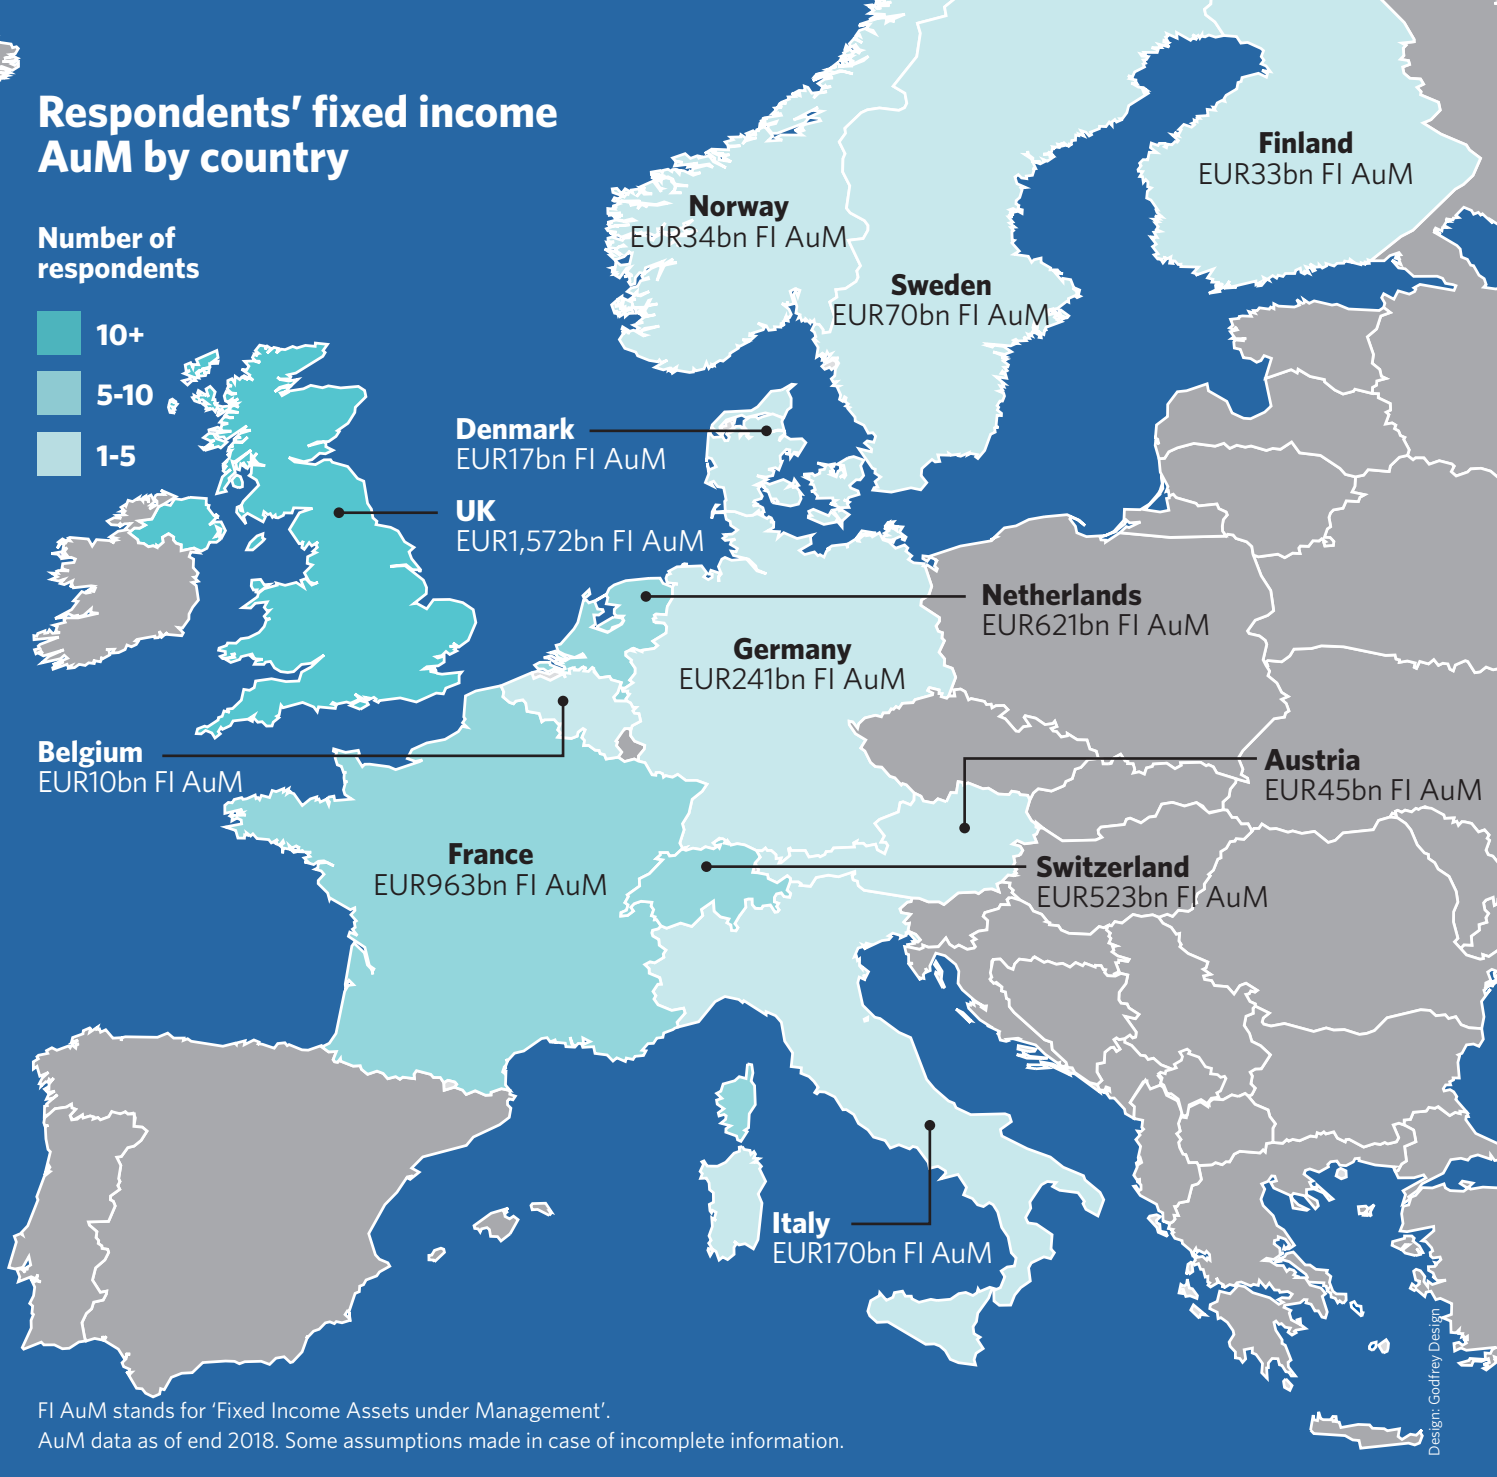 Respondents’ fixed income
AuM by country
Number of
respondents
10+
5-10
1-5
Finland
EUR33bn FI AuM
Norway
EUR34bn FI AuM
Sweden
EUR70bn FI AuM
Denmark
EUR17bn FI AuM
UK
EUR1,572bn FI AuM
Netherlands
EUR621bn FI AuM
Germany
EUR241bn FI AuM
Belgium
EUR10bn FI AuM
Austria
EUR45bn FI AuM
France
EUR963bn FI AuM
Switzerland
EUR523bn FI AuM
Italy
EUR170bn FI AuM
FI AuM stands for ‘Fixed Income Assets under Management’.
AuM data as of end 2018. Some assumptions made in case of incomplete information.
Design: Godfrey Design